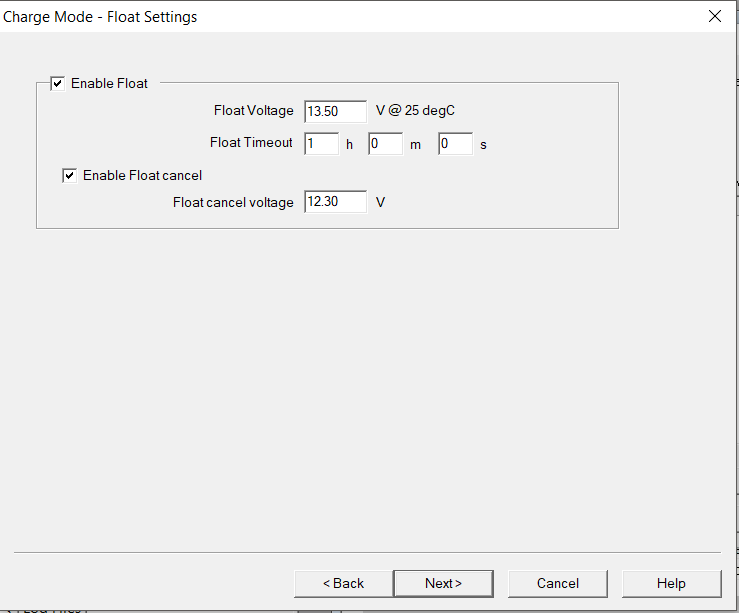 Charge Mode - Float Settings
Enable Float
Float Voltage 13.50 V @ 25 degC
Float Timeout 1 h 0 m 0 s
Enable Float cancel
Float cancel voltage 12.30 V
< Back Next > Cancel Help